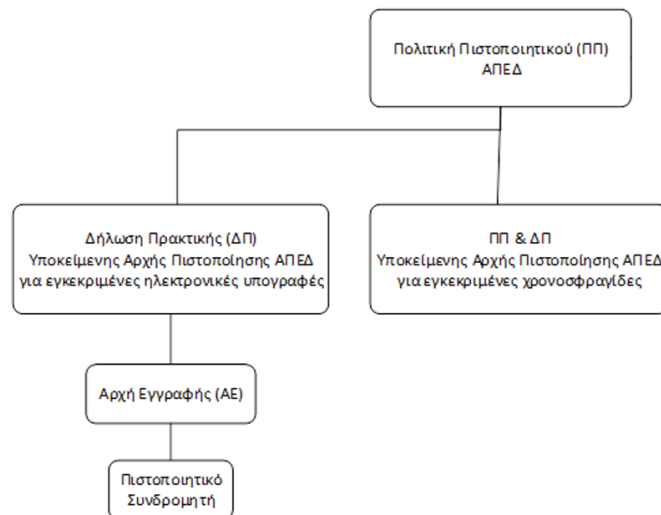 Πολιτική Πιστοποιητικού (ΠΠ)
ΑΠΕΔ
Δήλωση Πρακτικής (ΔΠ)
Υποκείμενης Αρχής Πιστοποίησης ΑΠΕΔ
για εγκεκριμένες ηλεκτρονικές υπογραφές
ΠΠ & ΔΠ
Υποκείμενης Αρχής Πιστοποίησης ΑΠΕΔ
για εγκεκριμένες χρονοσφραγίδες
Αρχή Εγγραφής (ΑΕ)
Πιστοποιητικό
Συνδρομητή